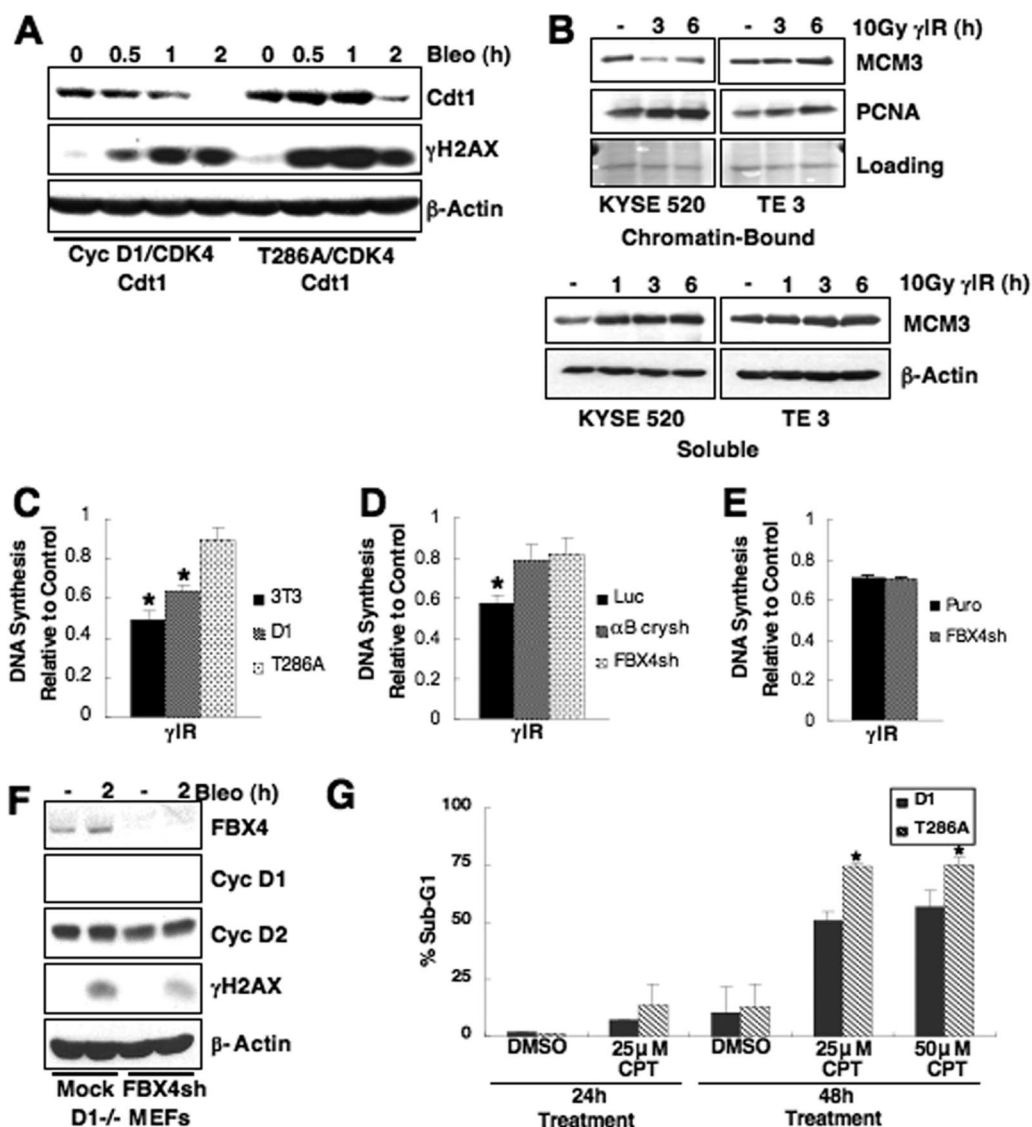 A
0 0.5 1 2 0 0.5 1 2 Bleo (h)
Cdt1
γH2AX
β-Actin
Cyc D1/CDK4 T286A/CDK4
Cdt1 Cdt1
B
- 3 6 - 3 6 10Gy γIR (h)
MCM3
PCNA
Loading
KYSE 520 TE 3
Chromatin-Bound
- 1 3 6 - 1 3 6 10Gy γIR (h)
MCM3
β-Actin
KYSE 520 TE 3
Soluble
C
DNA Synthesis
Relative to Control
1
0.8
0.6
0.4
0.2
0
* *
γIR
3T3
D1
T286A
D
DNA Synthesis
Relative to Control
1
0.8
0.6
0.4
0.2
0
*
γIR
Luc
αB crysh
FBX4sh
E
DNA Synthesis
Relative to Control
1
0.8
0.6
0.4
0.2
0
γIR
Puro
FBX4sh
F
- 2 - 2 Bleo (h)
FBX4
Cyc D1
Cyc D2
γH2AX
β- Actin
Mock FBX4sh
D1-/- MEFs
G
% Sub-G1
100
75
50
25
0
D1
T286A
* *
DMSO 25μ M DMSO 25μ M 50μ M
CPT CPT CPT
24h 48h
Treatment Treatment